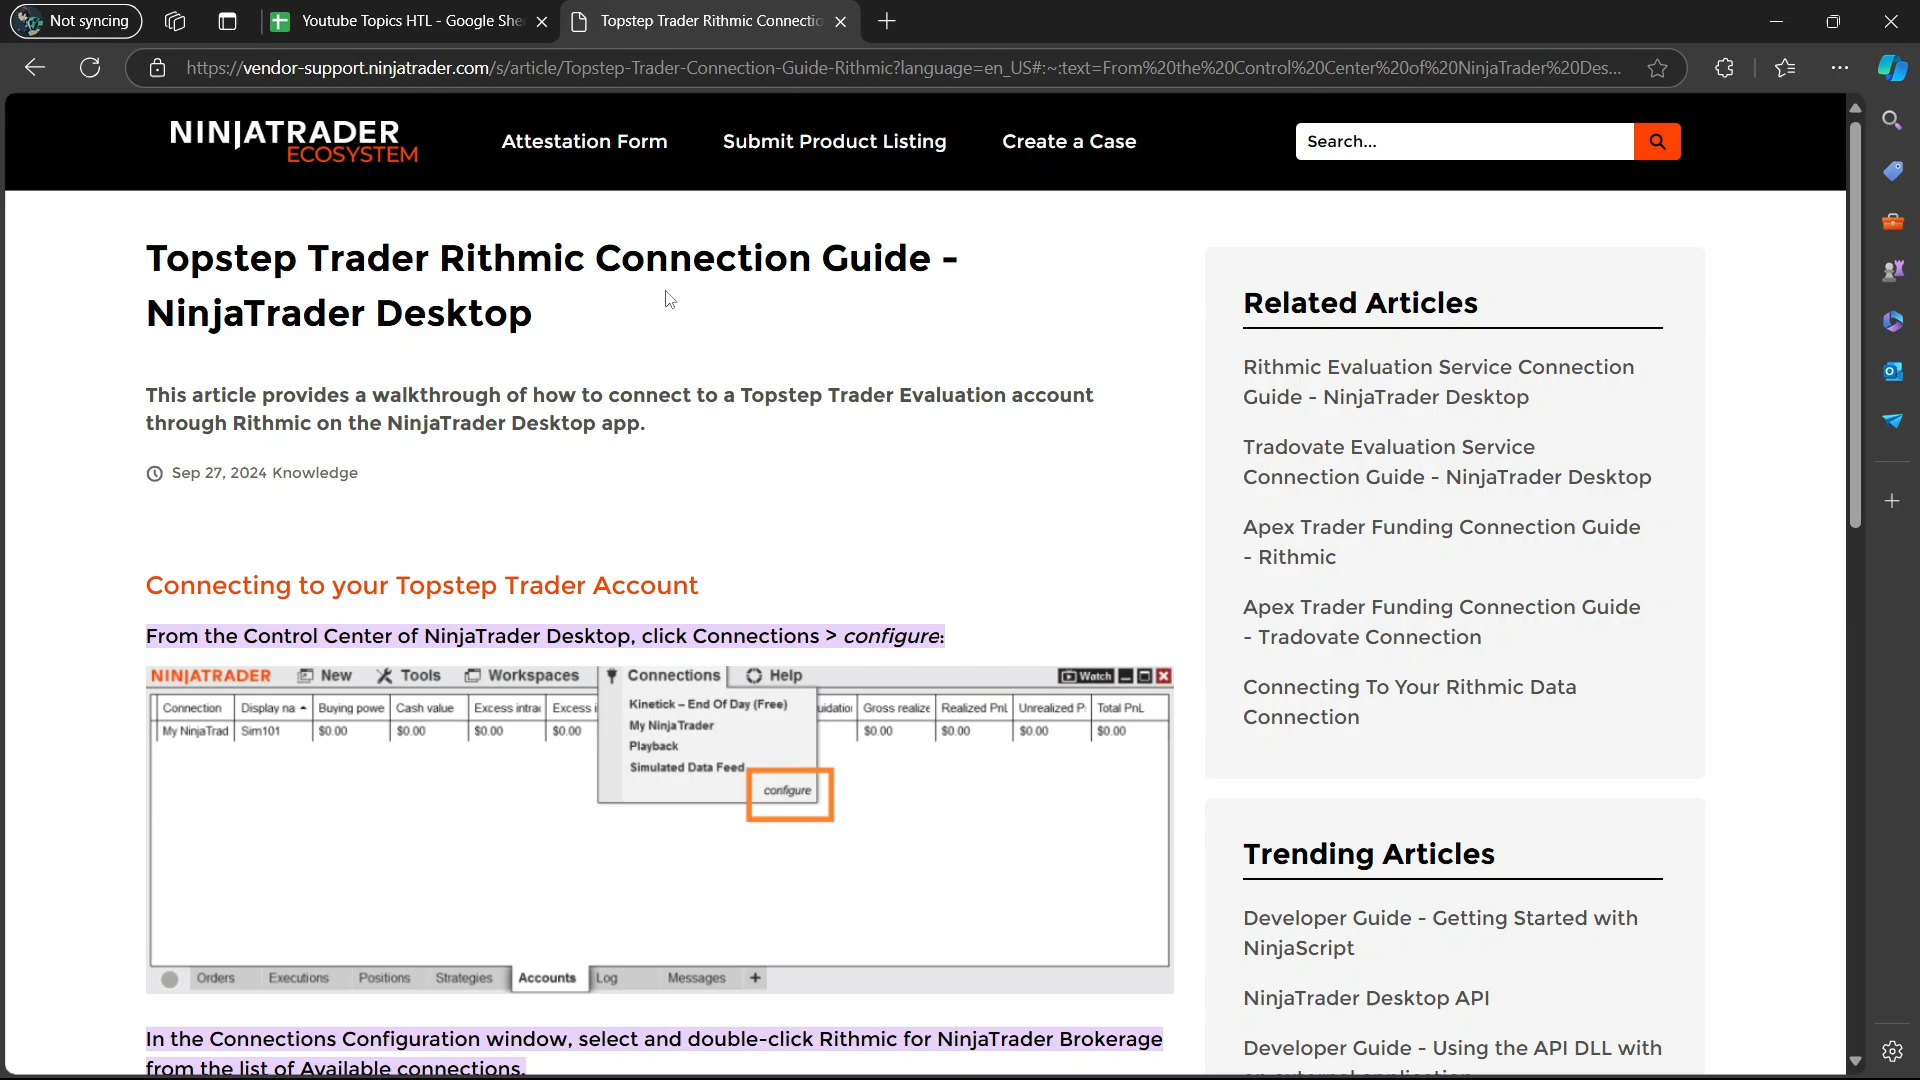 Not syncing
Youtube Topics HTL - Google She
Topstep Trader Rithmic Connectio
https://vendor-support.ninjatrader.com/s/article/Topstep-Trader-Connection-Guide-Rithmic?language=en_US#:~:text=From%20the%20Control%20Center%20of%20NinjaTrader%20Des...
NINJATRADER
ECOSYSTEM
Attestation Form
Submit Product Listing
Create a Case
Search...
Topstep Trader Rithmic Connection Guide -
NinjaTrader Desktop
This article provides a walkthrough of how to connect to a Topstep Trader Evaluation account
through Rithmic on the NinjaTrader Desktop app.
Sep 27, 2024 Knowledge
Connecting to your Topstep Trader Account
From the Control Center of NinjaTrader Desktop, click Connections > configure:
NINJATRADER New Tools Workspaces Connections Help Watch
Connection Display na Buying powe Cash value Excess intra Excess i uidation Gross realize Realized PnL Unrealized P Total PnL
My NinjaTrad Sim101 $0.00 $0.00 $0.00 $0.00 $0.00 $0.00 $0.00 $0.00
Kinetick – End Of Day (Free)
My NinjaTrader
Playback
Simulated Data Feed
configure
Orders Executions Positions Strategies Accounts Log Messages +
In the Connections Configuration window, select and double-click Rithmic for NinjaTrader Brokerage
from the list of Available connections.
Related Articles
Rithmic Evaluation Service Connection
Guide - NinjaTrader Desktop
Tradovate Evaluation Service
Connection Guide - NinjaTrader Desktop
Apex Trader Funding Connection Guide
- Rithmic
Apex Trader Funding Connection Guide
- Tradovate Connection
Connecting To Your Rithmic Data
Connection
Trending Articles
Developer Guide - Getting Started with
NinjaScript
NinjaTrader Desktop API
Developer Guide - Using the API DLL with